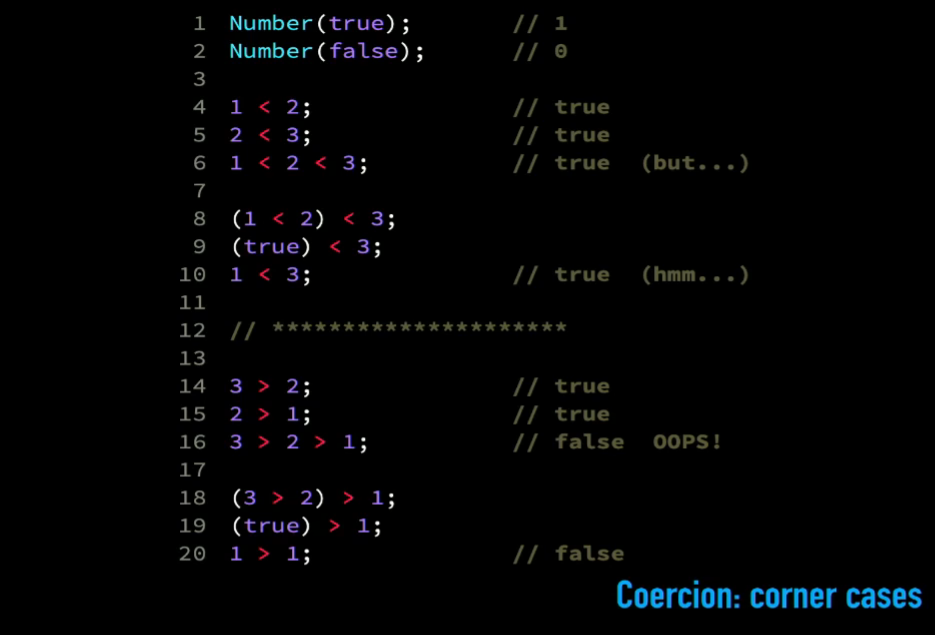 1 Number(true); // 1
2 Number(false); // 0
3
4 1 < 2; // true
5 2 < 3; // true
6 1 < 2 < 3; // true (but...)
7
8 (1 < 2) < 3;
9 (true) < 3;
10 1 < 3; // true (hmm...)
11
12 // *********************
13
14 3 > 2; // true
15 2 > 1; // true
16 3 > 2 > 1; // false OOPS!
17
18 (3 > 2) > 1;
19 (true) > 1;
20 1 > 1; // false
Coercion: corner cases